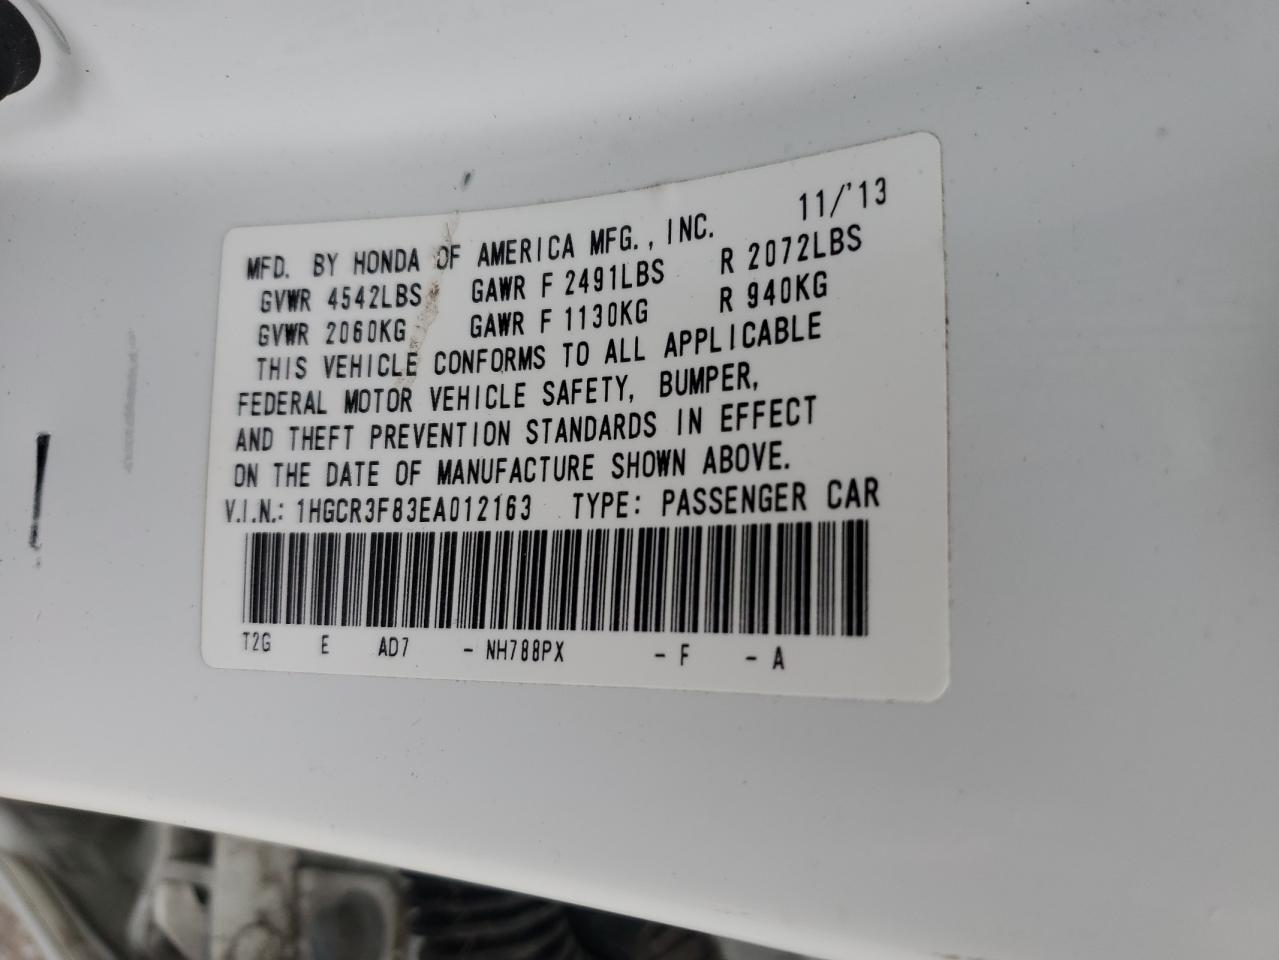 11/'13
MFD. BY HONDA OF AMERICA MFG., INC.
GVWR 4542LBS GAWR F 2491LBS R 2072LBS
GVWR 2060KG GAWR F 1130KG R 940KG
THIS VEHICLE CONFORMS TO ALL APPLICABLE
FEDERAL MOTOR VEHICLE SAFETY, BUMPER,
AND THEFT PREVENTION STANDARDS IN EFFECT
ON THE DATE OF MANUFACTURE SHOWN ABOVE.
V.I.N.: 1HGCR3F83EA012163 TYPE: PASSENGER CAR
T2G E AD7 - NH788PX - F - A